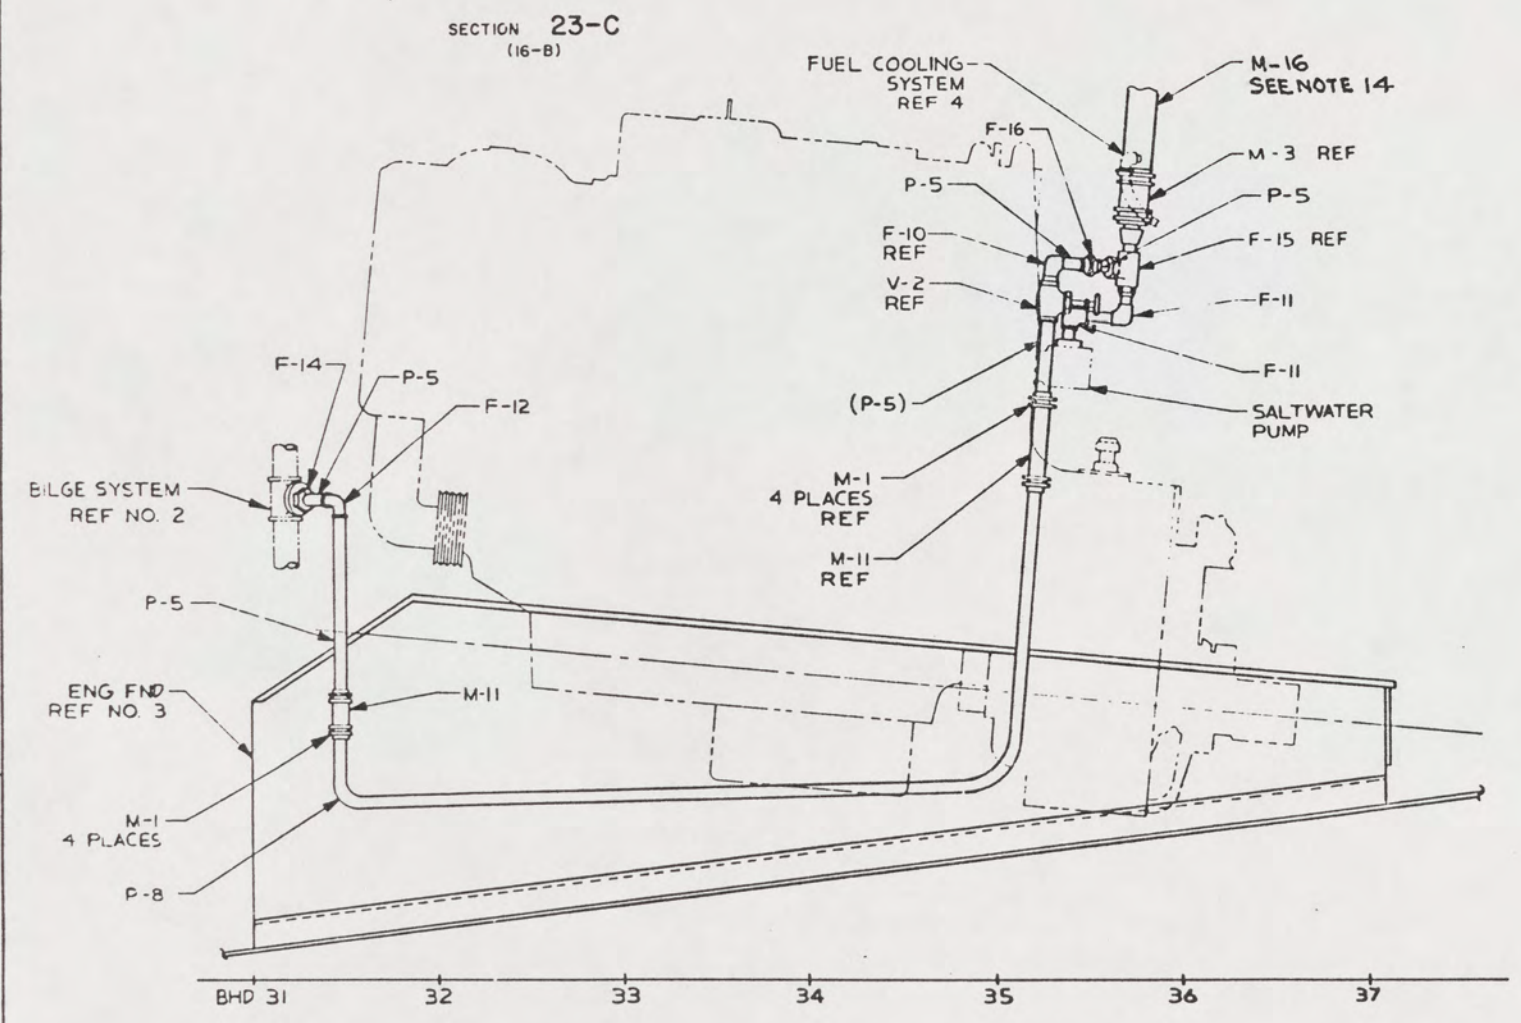 SECTION 23-C
(16-B)
FUEL COOLING
SYSTEM
REF 4
M-16
SEE NOTE 14
F-16
M-3 REF
P-5
P-5
F-10
REF
F-15 REF
V-2
REF
F-11
F-14
P-5
F-12
F-11
(P-5)
SALTWATER
PUMP
BILGE SYSTEM
REF NO. 2
M-1
4 PLACES
REF
M-11
REF
P-5
ENG FND
REF NO. 3
M-11
M-1
4 PLACES
P-8
BHD 31
32
33
34
35
36
37